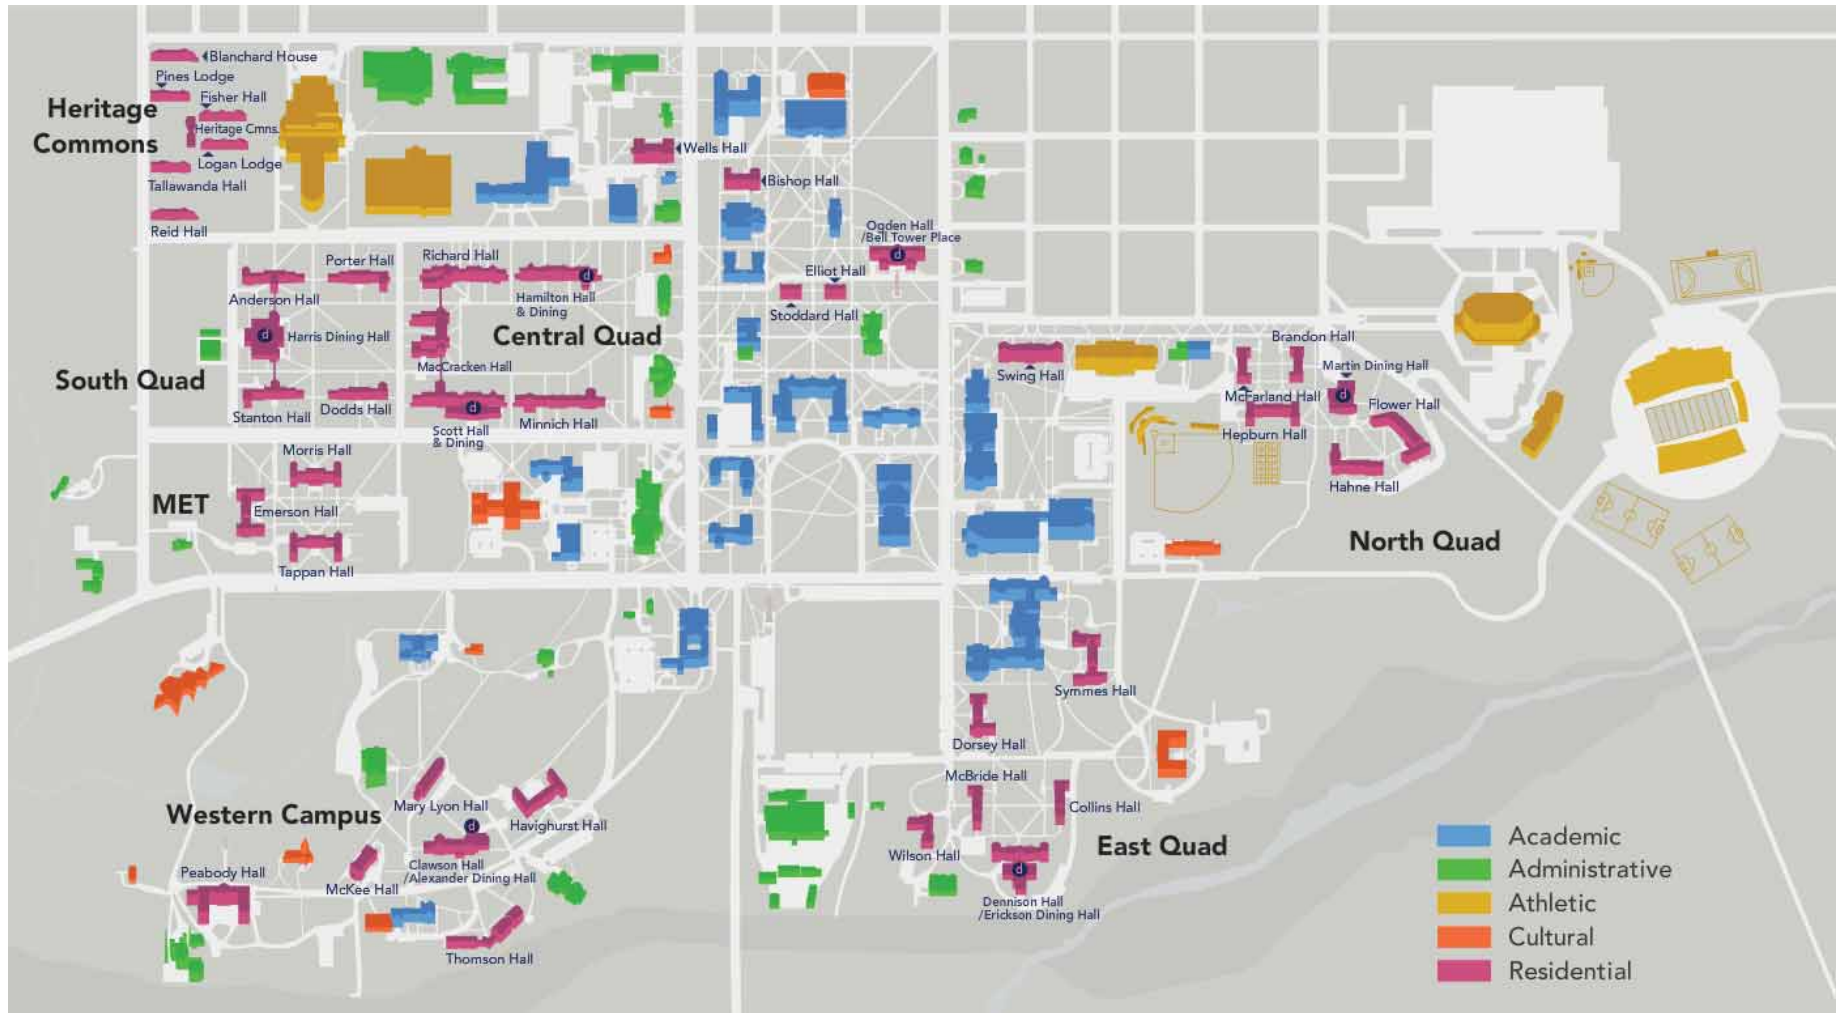 Blanchard House
Pines Lodge
Fisher Hall
Heritage
Commons
Heritage Cmns.
Logan Lodge
Tallawanda Hall
Reid Hall
Wells Hall
Bishop Hall
Ogden Hall
/Bell Tower Place
Elliot Hall
Stoddard Hall
Porter Hall
Richard Hall
Anderson Hall
Hamilton Hall
& Dining
d
Central Quad
d
Harris Dining Hall
d
MacCracken Hall
South Quad
Stanton Hall
Dodds Hall
d
Scott Hall
& Dining
Minnich Hall
Swing Hall
Brandon Hall
Martin Dining Hall
d
McFarland Hall
Flower Hall
Hepburn Hall
Hahne Hall
North Quad
Morris Hall
MET
Emerson Hall
Tappan Hall
Symmes Hall
Dorsey Hall
McBride Hall
Collins Hall
Wilson Hall
East Quad
d
Dennison Hall
/Erickson Dining Hall
Western Campus
Mary Lyon Hall
Havighurst Hall
d
Clawson Hall
/Alexander Dining Hall
Peabody Hall
McKee Hall
Thomson Hall
Academic
Administrative
Athletic
Cultural
Residential